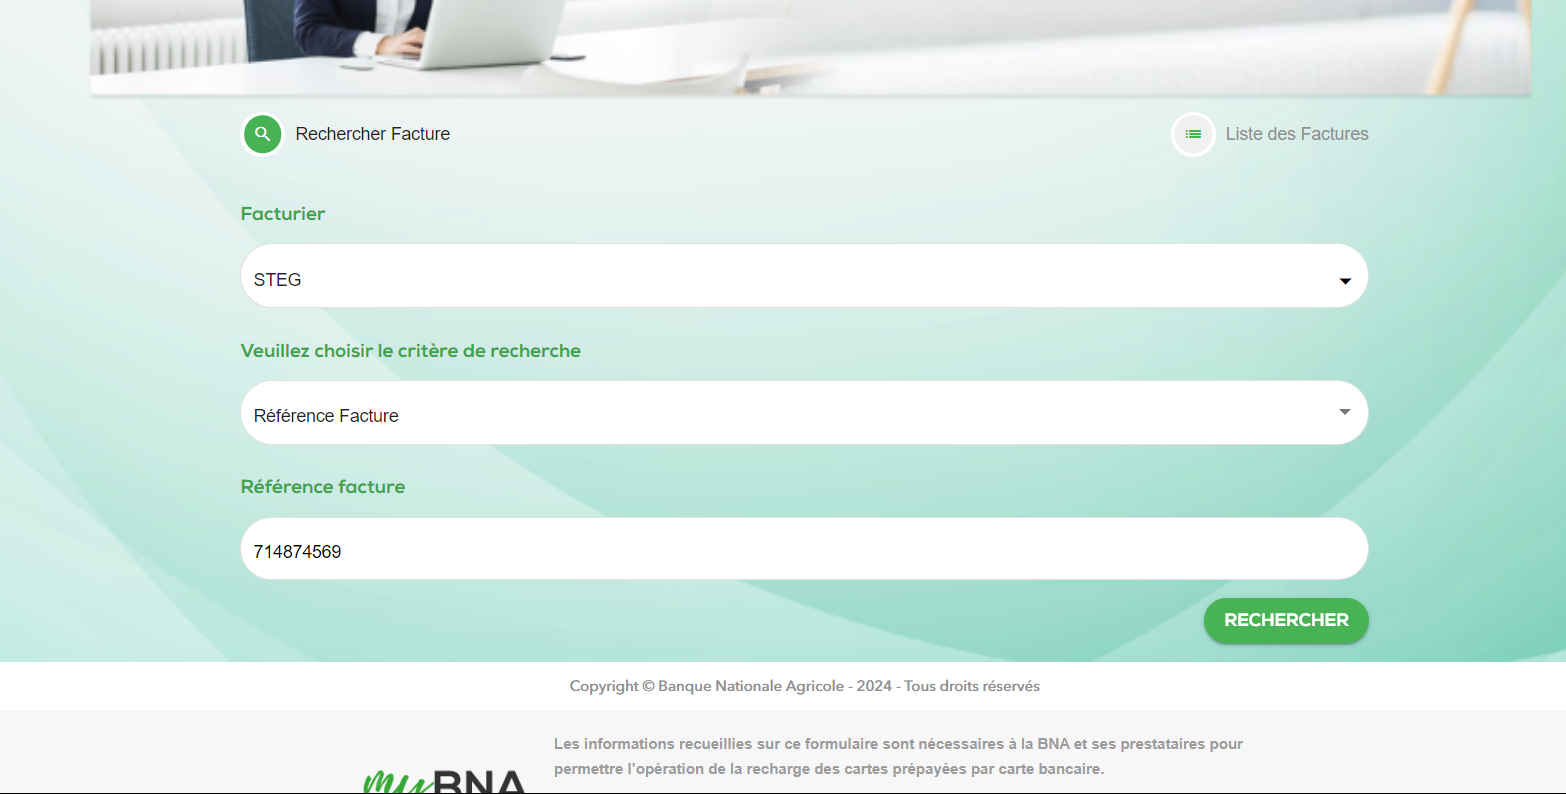 Rechercher Facture
Liste des Factures
Facturier
STEG
Veuillez choisir le critère de recherche
Référence Facture
Référence facture
714874569
RECHERCHER
Copyright © Banque Nationale Agricole - 2024 - Tous droits réservés
Les informations recueillies sur ce formulaire sont nécessaires à la BNA et ses prestataires pour
permettre l'opération de la recharge des cartes prépayées par carte bancaire.
myBNA